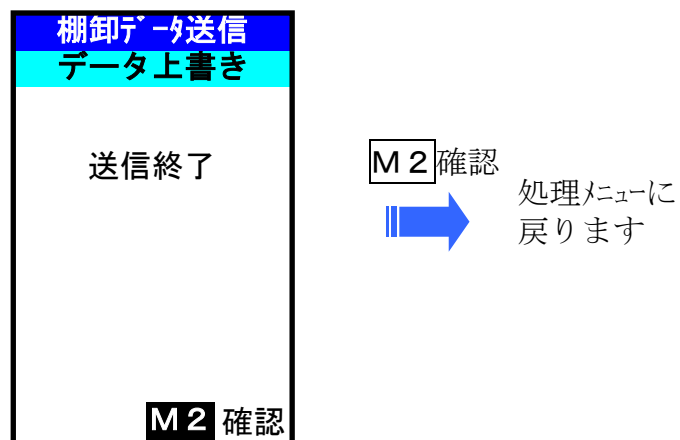 棚卸ﾃﾞｰﾀ送信
データ上書き
送信終了
Ｍ２ 確認
Ｍ２確認
処理ﾒﾆｭｰに
戻ります